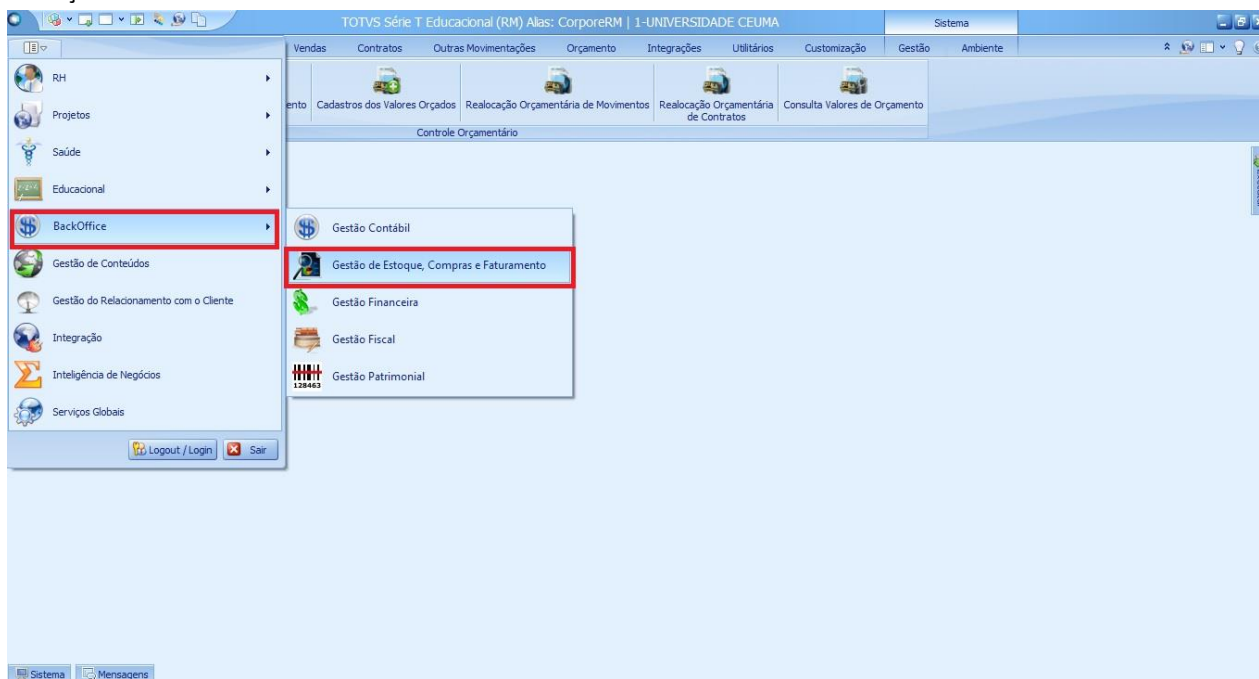 TOTVS Série T Educacional (RM) Alias: CorporeRM | 1-UNIVERSIDADE CEUMA
Sistema
Vendas Contratos Outras Movimentações Orçamento Integrações Utilitários Customização Gestão Ambiente
ento Cadastros dos Valores Orçados Realocação Orçamentária de Movimentos Realocação Orçamentária de Contratos Consulta Valores de Orçamento
Controle Orçamentário
RH
Projetos
Saúde
Educacional
BackOffice
Gestão de Conteúdos
Gestão do Relacionamento com o Cliente
Integração
Inteligência de Negócios
Serviços Globais
Logout / Login Sair
Gestão Contábil
Gestão de Estoque, Compras e Faturamento
Gestão Financeira
Gestão Fiscal
128463 Gestão Patrimonial
Sistema Mensagens